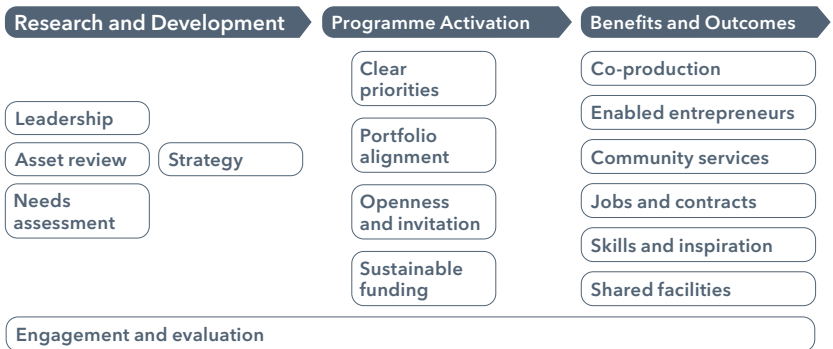 Research and Development
Programme Activation
Benefits and Outcomes
Leadership
Asset review
Needs
assessment
Strategy
Clear
priorities
Portfolio
alignment
Openness
and invitation
Sustainable
funding
Co-production
Enabled entrepreneurs
Community services
Jobs and contracts
Skills and inspiration
Shared facilities
Engagement and evaluation